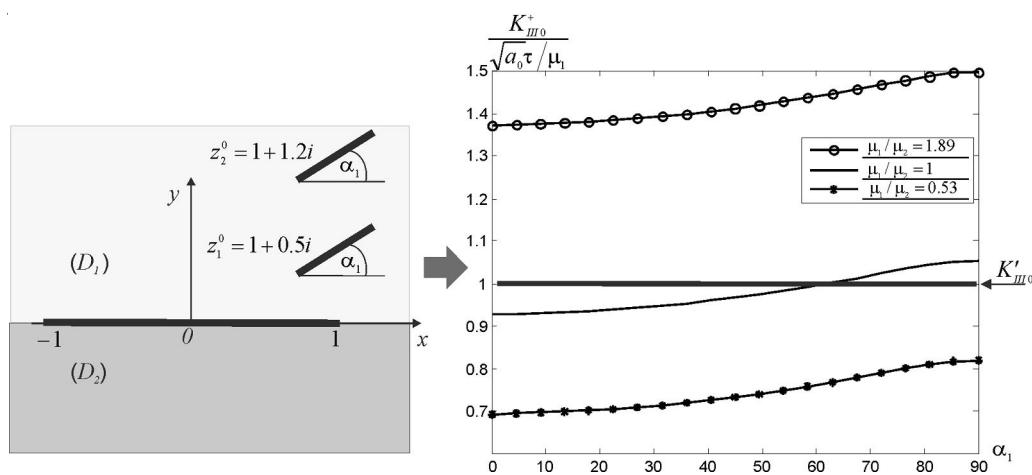 z₂⁰ = 1 + 1.2i
α₁
y
z₁⁰ = 1 + 0.5i
α₁
(D₁)
−1
0
1
x
(D₂)
K⁺_III0 / √a₀ τ / μ₁
1.5
1.4
1.3
1.2
1.1
1
0.9
0.8
0.7
μ₁ / μ₂ = 1.89
μ₁ / μ₂ = 1
μ₁ / μ₂ = 0.53
K′_III0
0 10 20 30 40 50 60 70 80 90
α₁